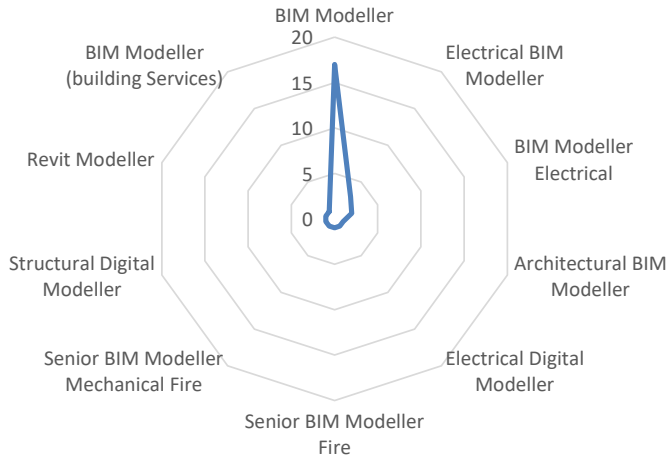 BIM Modeller
20
15
10
5
0
Electrical BIM
Modeller
BIM Modeller
Electrical
Architectural BIM
Modeller
Electrical Digital
Modeller
Senior BIM Modeller
Fire
Senior BIM Modeller
Mechanical Fire
Structural Digital
Modeller
Revit Modeller
BIM Modeller
(building Services)